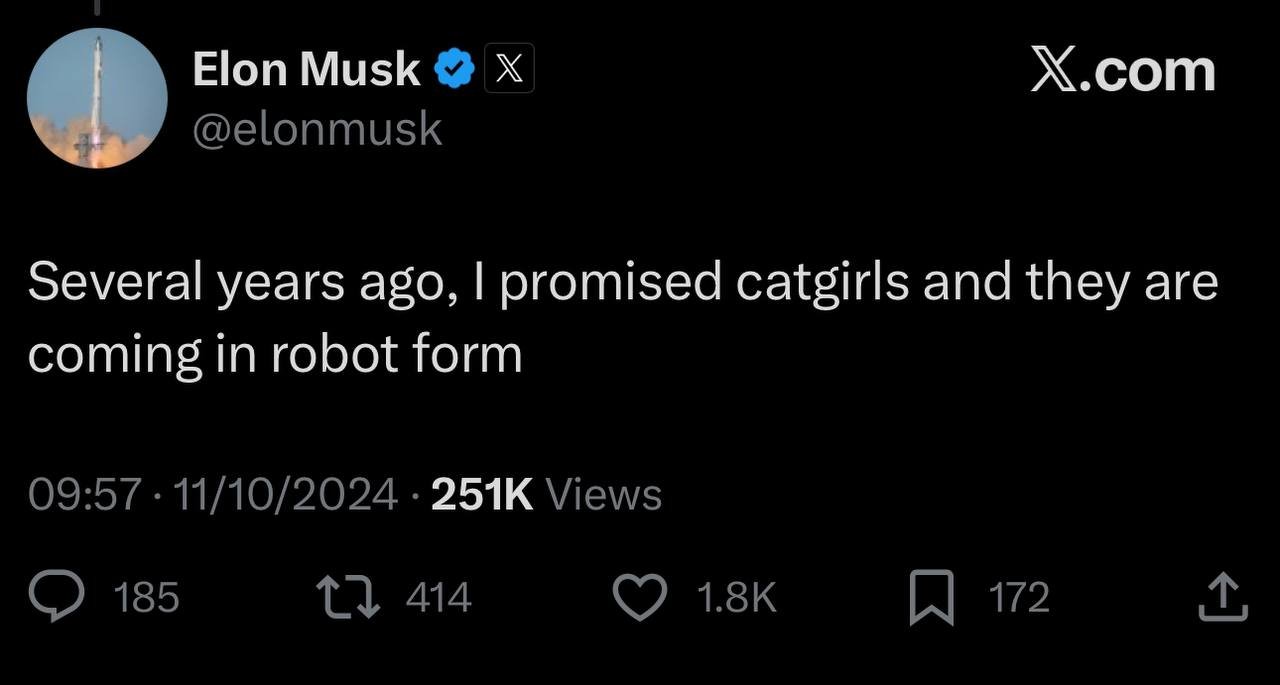 Elon Musk 𝕏
𝕏.com
@elonmusk
Several years ago, I promised catgirls and they are
coming in robot form
09:57 · 11/10/2024 · 251K Views
185 414 1.8K 172